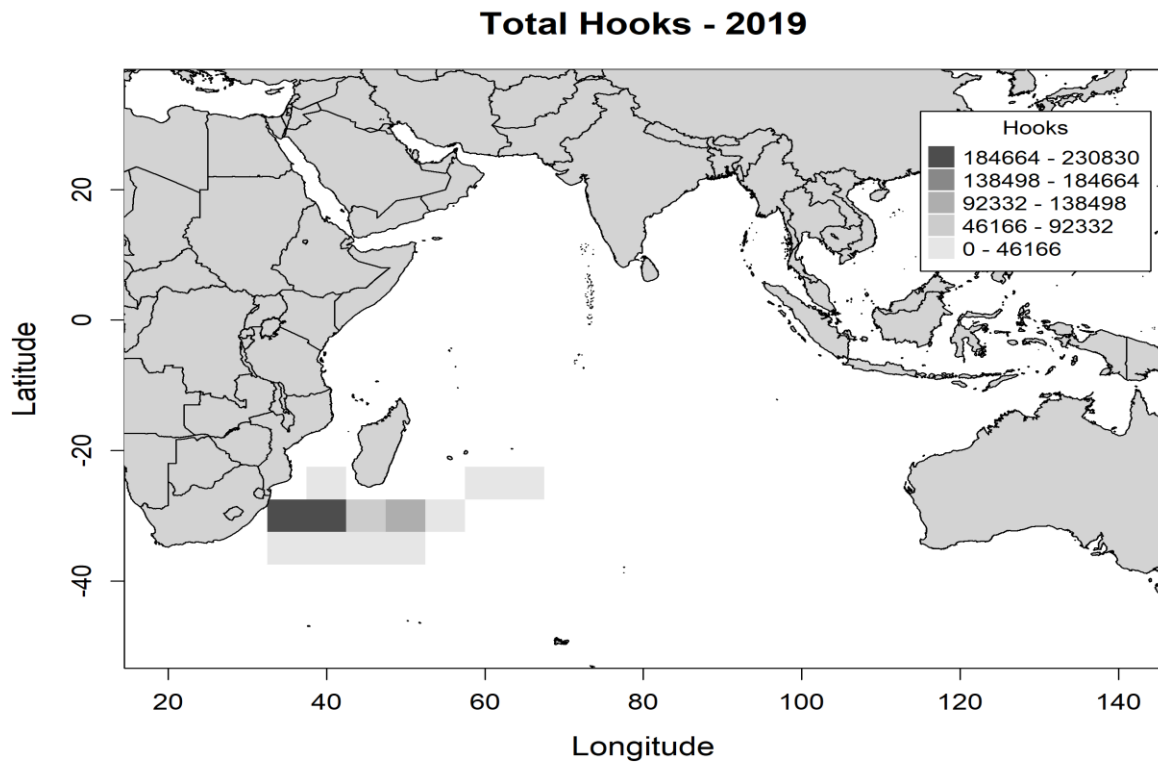 Total Hooks - 2019
Hooks
184664 - 230830
138498 - 184664
92332 - 138498
46166 - 92332
0 - 46166
Latitude
20
0
-20
-40
20 40 60 80 100 120 140
Longitude